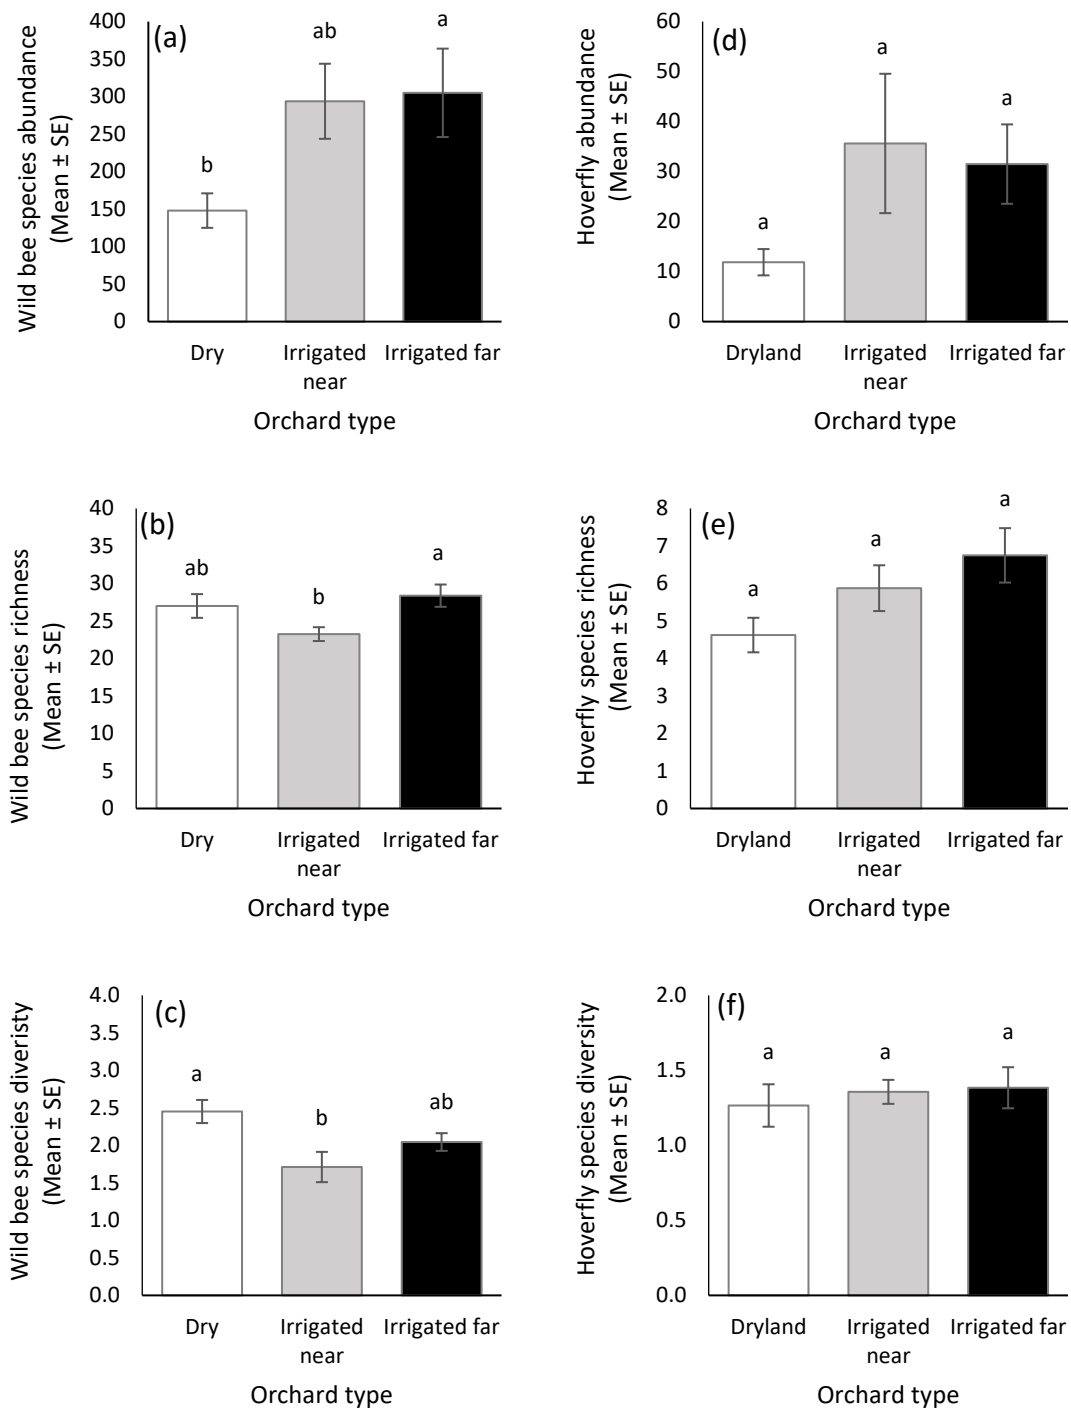 (a)
Wild bee species abundance
(Mean ± SE)
400
350
300
250
200
150
100
50
0
b
ab
a
Dry
Irrigated near
Irrigated far
Orchard type
(d)
Hoverfly abundance
(Mean ± SE)
60
50
40
30
20
10
0
a
a
a
Dryland
Irrigated near
Irrigated far
Orchard type
(b)
Wild bee species richness
(Mean ± SE)
40
35
30
25
20
15
10
5
0
ab
b
a
Dry
Irrigated near
Irrigated far
Orchard type
(e)
Hoverfly species richness
(Mean ± SE)
8
7
6
5
4
3
2
1
0
a
a
a
Dryland
Irrigated near
Irrigated far
Orchard type
(c)
Wild bee species diveristy
(Mean ± SE)
4.0
3.5
3.0
2.5
2.0
1.5
1.0
0.5
0.0
a
b
ab
Dry
Irrigated near
Irrigated far
Orchard type
(f)
Hoverfly species diversity
(Mean ± SE)
2.0
1.5
1.0
0.5
0.0
a
a
a
Dryland
Irrigated near
Irrigated far
Orchard type